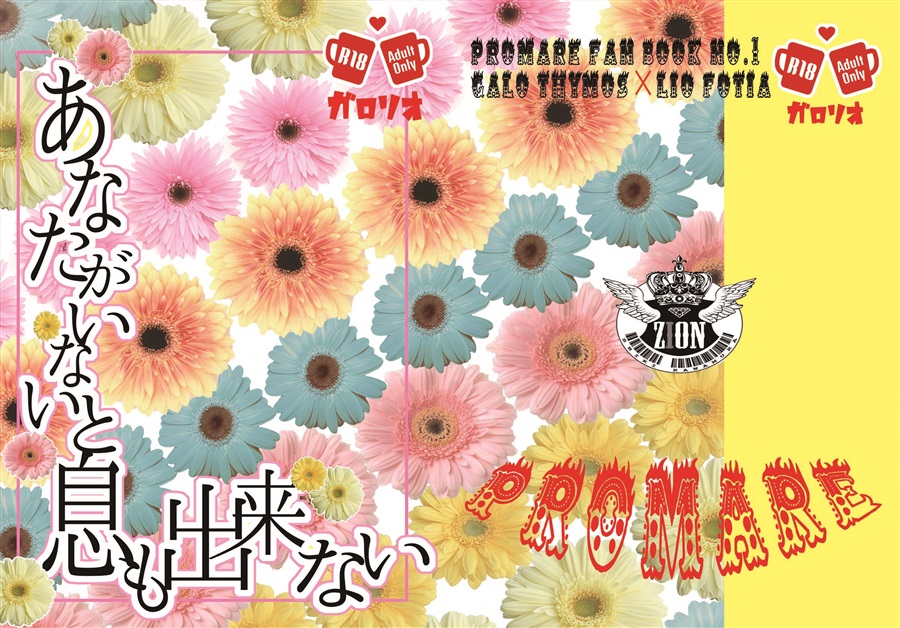 あなたがいないと
息も出来ない
R18
Adult
Only
ガロリオ
PROMARE FAN BOOK NO.1
GALO THYMOS×LIO FOTIA
R18
Adult
Only
ガロリオ
ZION
PROMARE